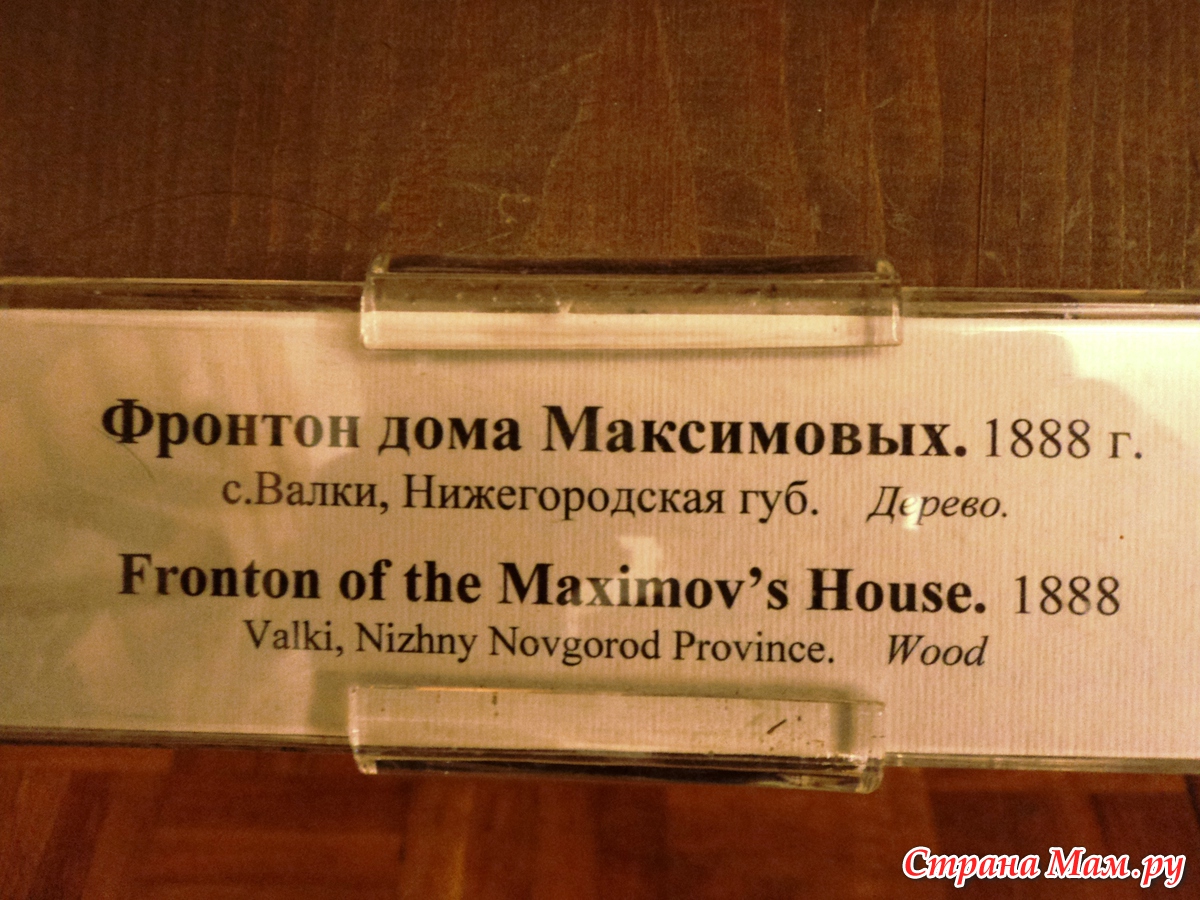 Фронтон дома Максимовых. 1888 г.
с.Валки, Нижегородская губ. Дерево.
Fronton of the Maximov’s House. 1888
Valki, Nizhny Novgorod Province. Wood
Страна Мам.ру